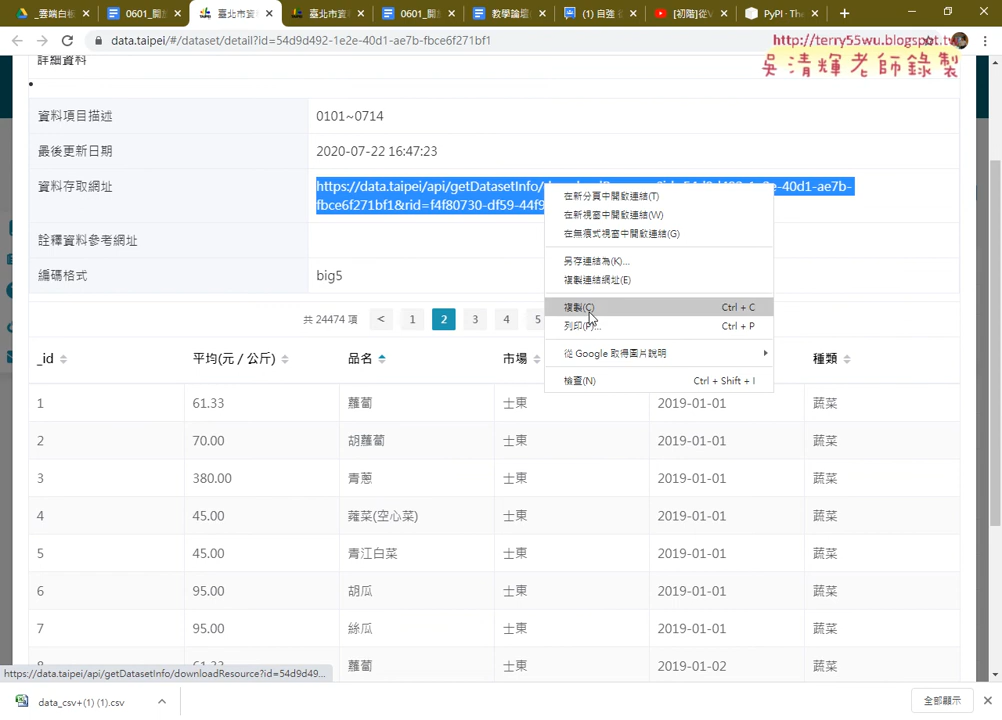 _雲端白板
0601_開
臺北市資
臺北市資
0601_開
教學論壇
(1) 自強
[初階]從V
PyPI · Th
data.taipei/#/dataset/detail?id=54d9d492-1e2e-40d1-ae7b-fbce6f271bf1
http://terry55wu.blogspot.tw
吳清輝老師錄製
詳細資料
資料項目描述 0101~0714
最後更新日期 2020-07-22 16:47:23
資料存取網址 https://data.taipei/api/getDatasetInfo/
40d1-ae7b-
fbce6f271bf1&rid=f4f80730-df59-44f9
詮釋資料參考網址
編碼格式 big5
在新分頁中開啟連結(T)
在新視窗中開啟連結(W)
在無痕式視窗中開啟連結(G)
另存連結為(K)...
複製連結網址(E)
複製(C) Ctrl + C
列印(P)... Ctrl + P
從 Google 取得圖片說明
檢查(N) Ctrl + Shift + I
共 24474 項 < 1 2 3 4 5
_id 平均(元 / 公斤) 品名 市場 種類
1 61.33 蘿蔔 士東 2019-01-01 蔬菜
2 70.00 胡蘿蔔 士東 2019-01-01 蔬菜
3 380.00 青蔥 士東 2019-01-01 蔬菜
4 45.00 蕹菜(空心菜) 士東 2019-01-01 蔬菜
5 45.00 青江白菜 士東 2019-01-01 蔬菜
6 95.00 胡瓜 士東 2019-01-01 蔬菜
7 95.00 絲瓜 士東 2019-01-01 蔬菜
8 61.33 蘿蔔 士東 2019-01-02 蔬菜
https://data.taipei/api/getDatasetInfo/downloadResource?id=54d9d49...
data_csv+(1) (1).csv
全部顯示